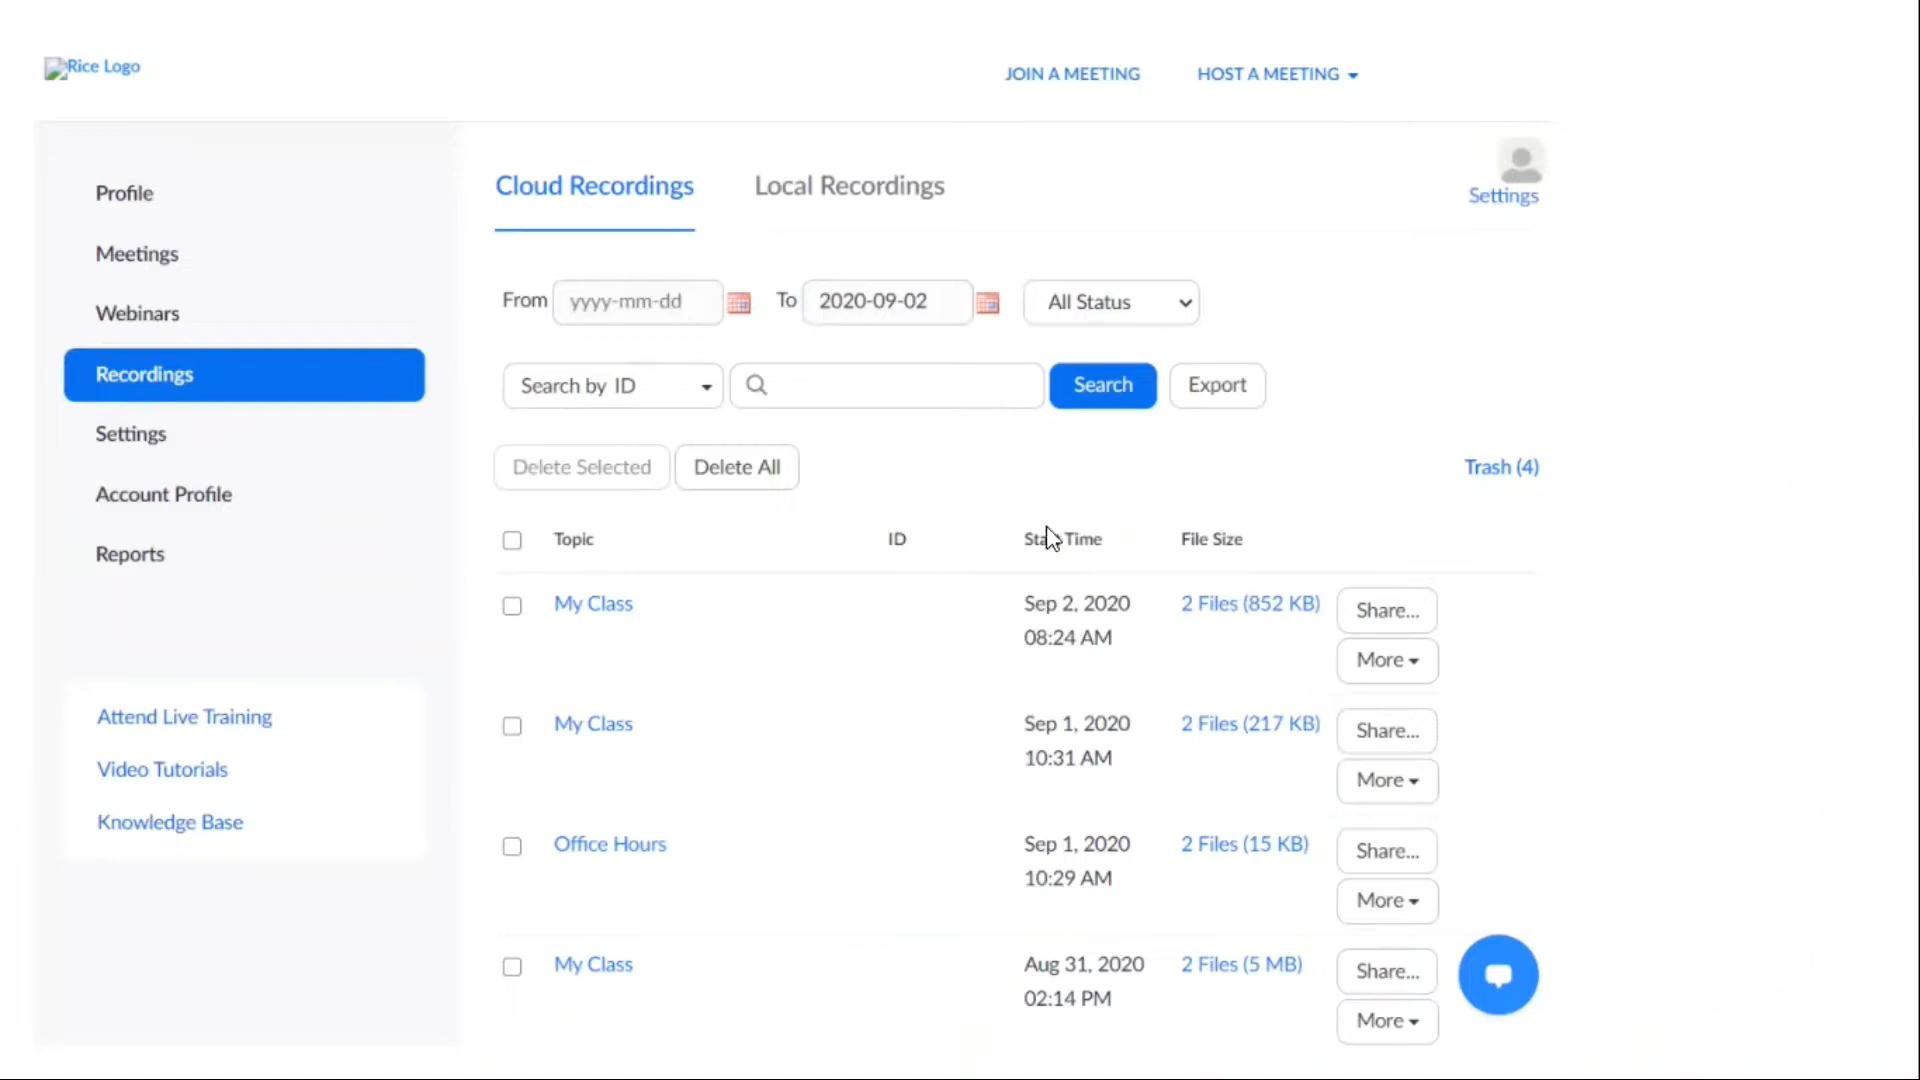 Rice Logo
JOIN A MEETING
HOST A MEETING
Profile
Meetings
Webinars
Recordings
Settings
Account Profile
Reports
Attend Live Training
Video Tutorials
Knowledge Base
Cloud Recordings
Local Recordings
Settings
From yyyy-mm-dd To 2020-09-02 All Status
Search by ID Search Export
Delete Selected Delete All Trash (4)
Topic ID Time File Size
My Class Sep 2, 2020 2 Files (852 KB) Share...
08:24 AM More
My Class Sep 1, 2020 2 Files (217 KB) Share...
10:31 AM More
Office Hours Sep 1, 2020 2 Files (15 KB) Share...
10:29 AM More
My Class Aug 31, 2020 2 Files (5 MB) Share...
02:14 PM More